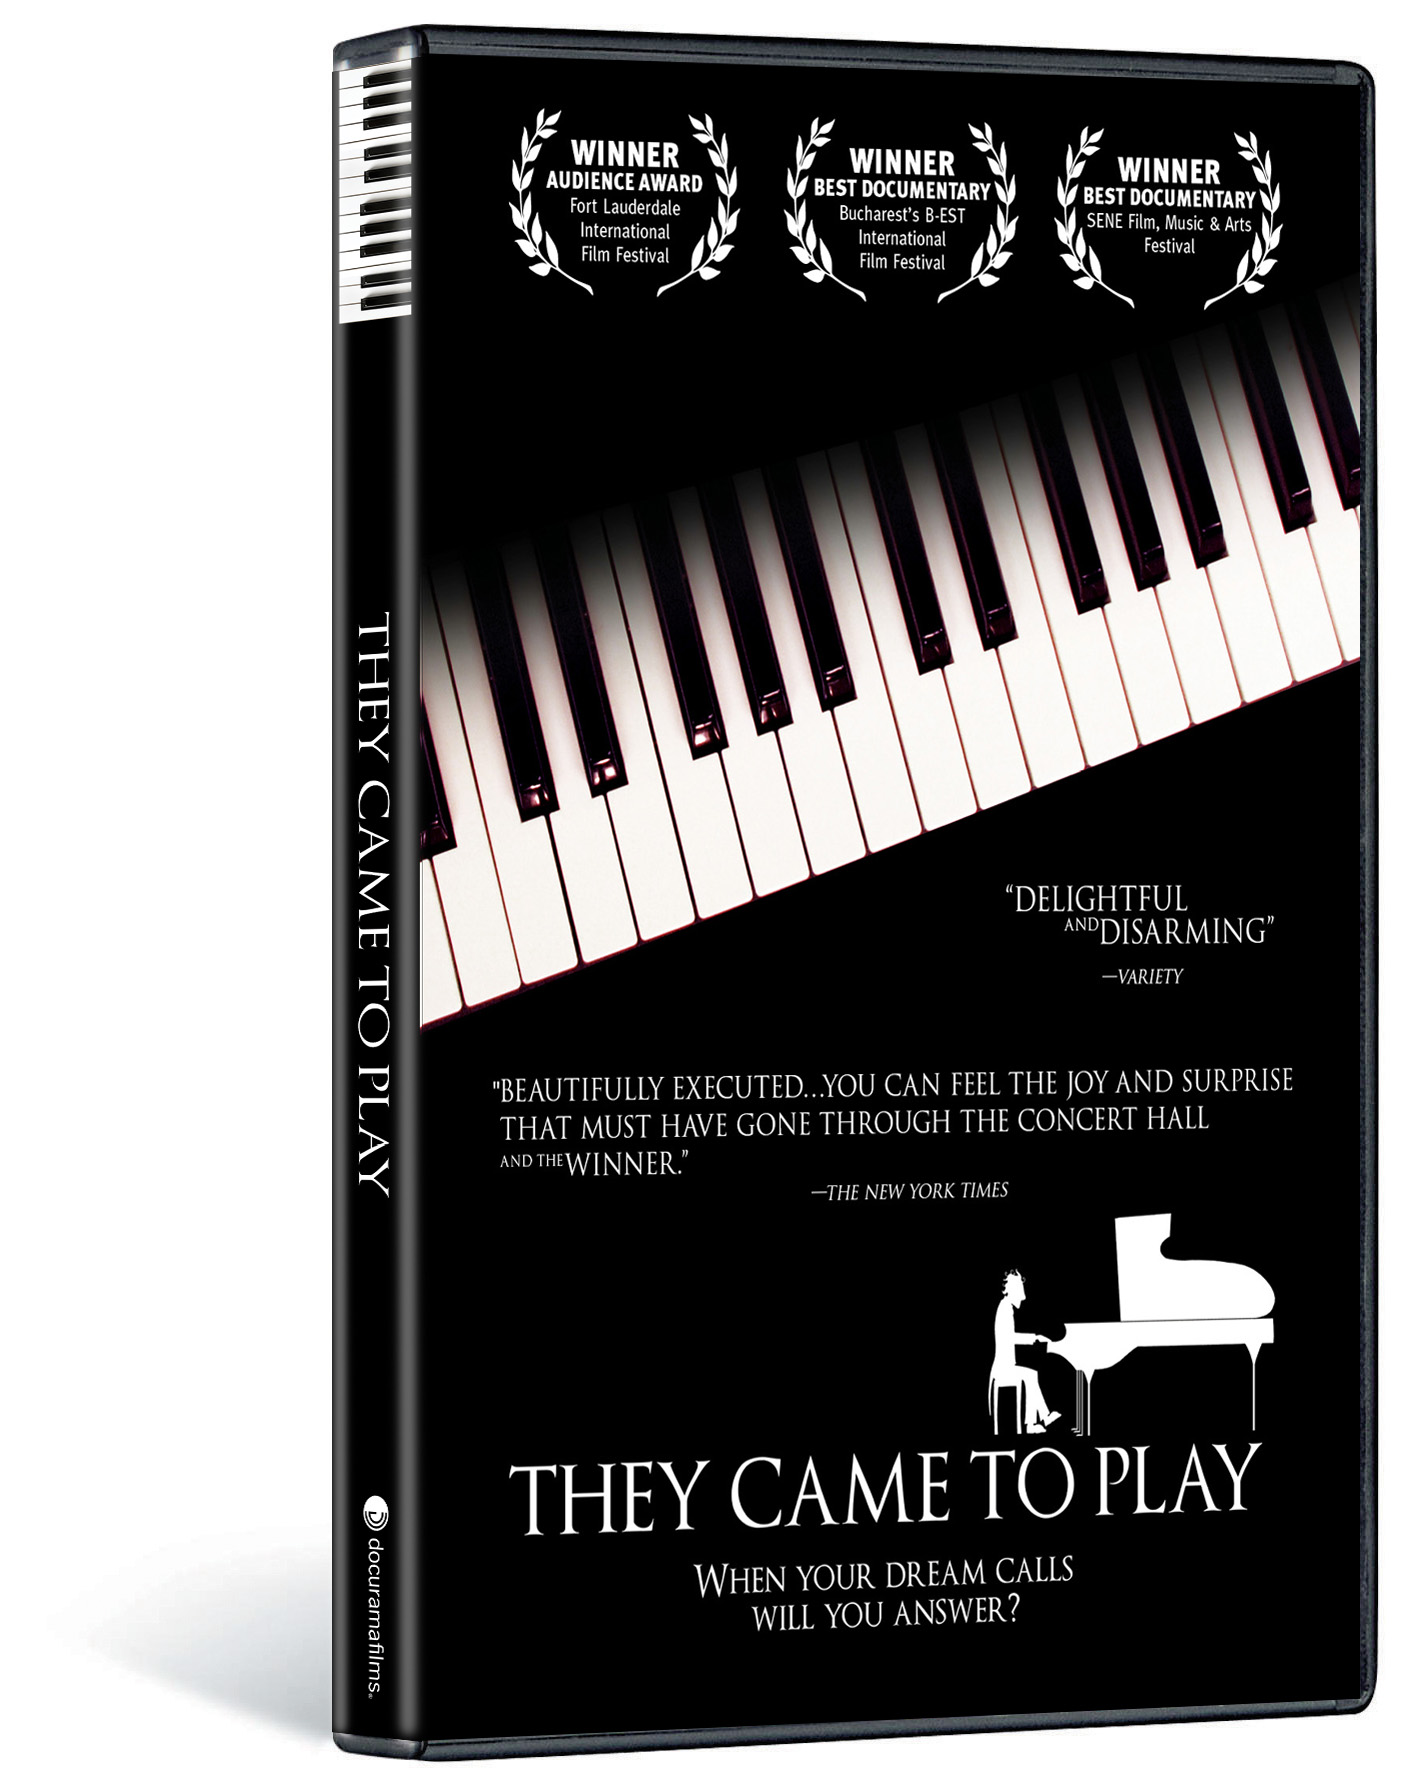 WINNER
AUDIENCE AWARD
Fort Lauderdale
International
Film Festival
WINNER
BEST DOCUMENTARY
Bucharest's B-EST
International
Film Festival
WINNER
BEST DOCUMENTARY
SENE Film, Music & Arts
Festival
“DELIGHTFUL
AND DISARMING”
—VARIETY
"BEAUTIFULLY EXECUTED...YOU CAN FEEL THE JOY AND SURPRISE
THAT MUST HAVE GONE THROUGH THE CONCERT HALL
AND THE WINNER.”
—THE NEW YORK TIMES
THEY CAME TO PLAY
WHEN YOUR DREAM CALLS
WILL YOU ANSWER?
THEY CAME TO PLAY
docuramafilms®